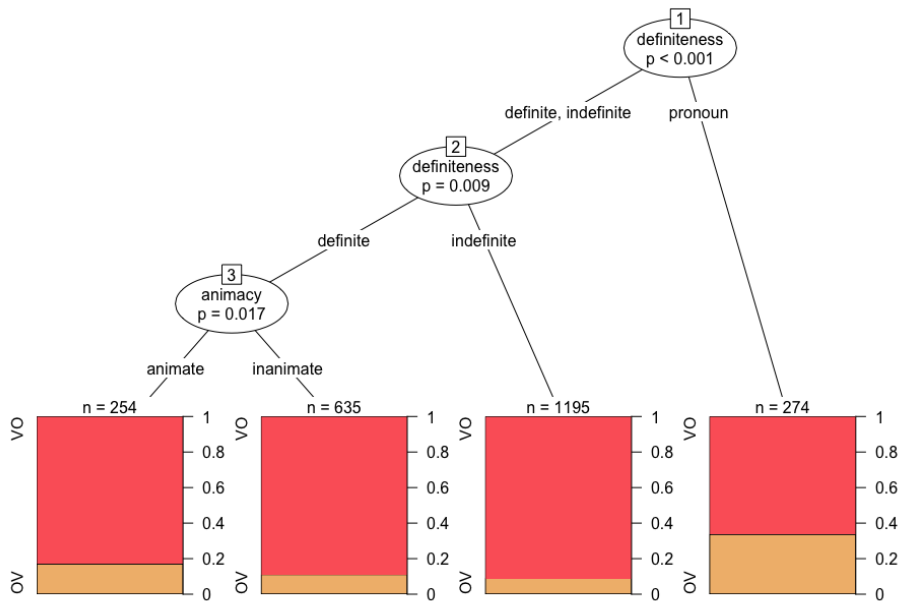 1
definiteness
p < 0.001
definite, indefinite
pronoun
2
definiteness
p = 0.009
definite
indefinite
3
animacy
p = 0.017
animate
inanimate
n = 254
VO
OV
1
0.8
0.6
0.4
0.2
0
n = 635
VO
OV
1
0.8
0.6
0.4
0.2
0
n = 1195
VO
OV
1
0.8
0.6
0.4
0.2
0
n = 274
VO
OV
1
0.8
0.6
0.4
0.2
0